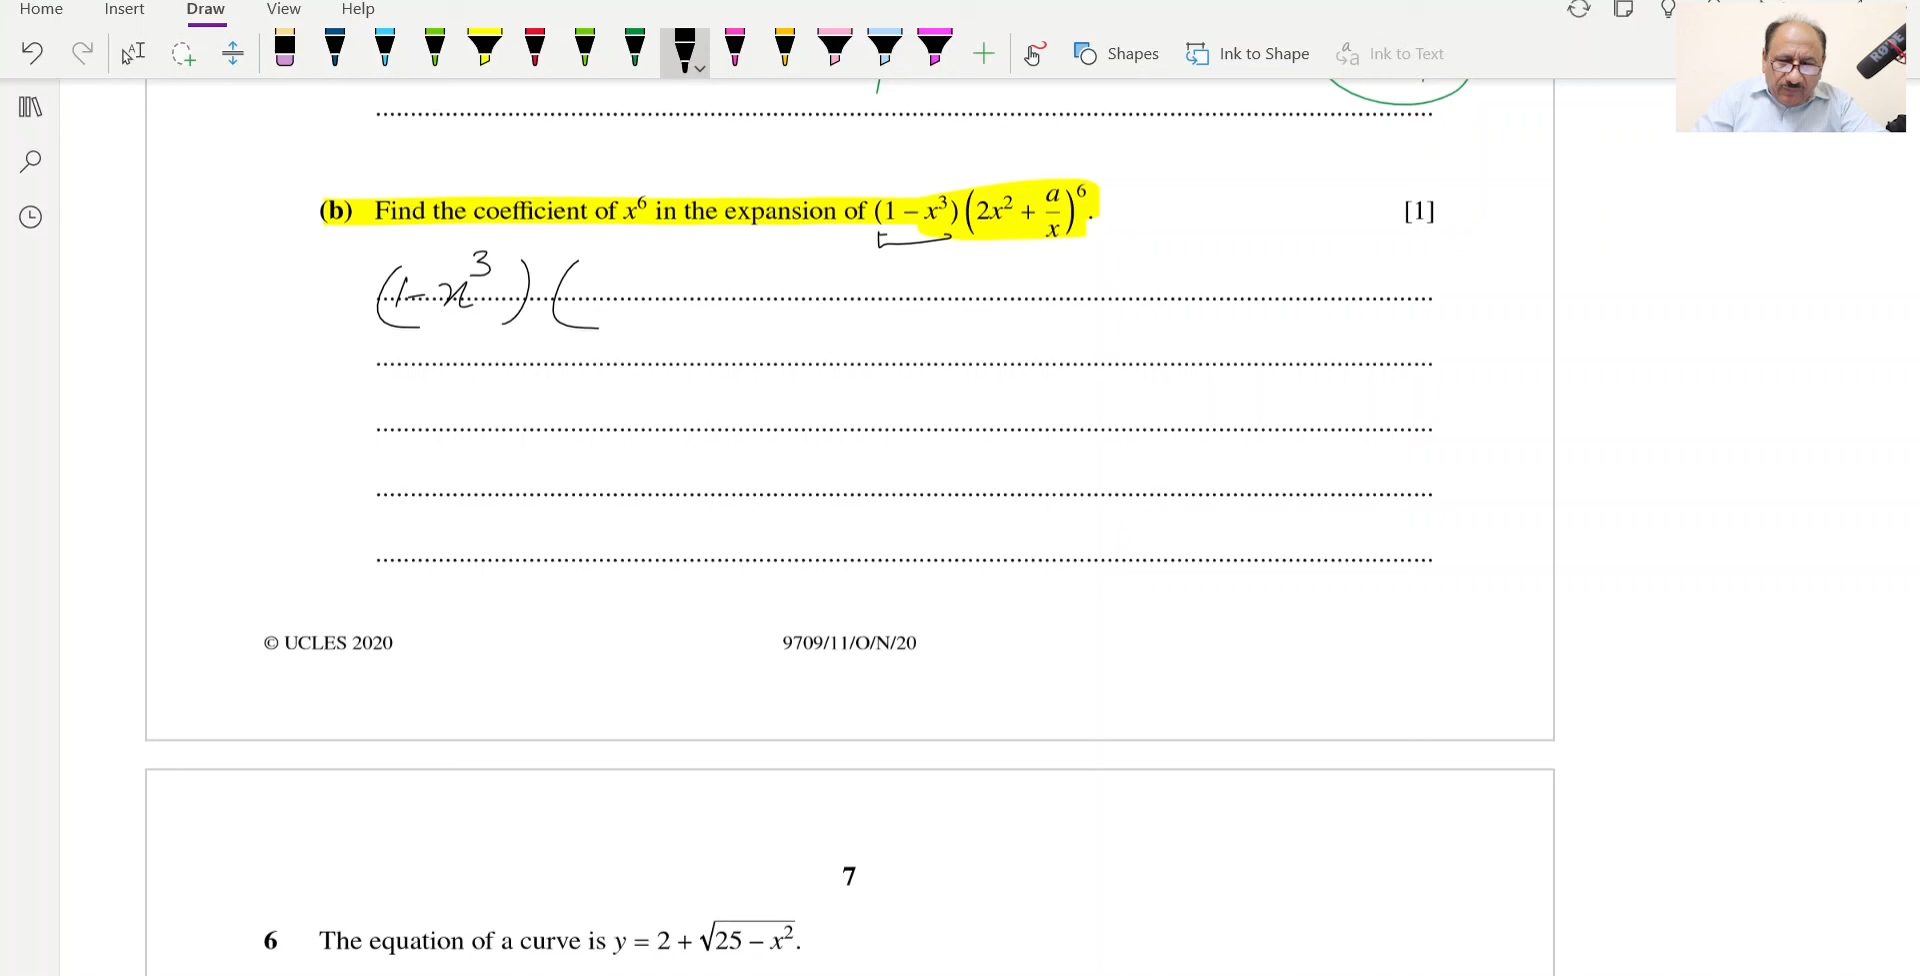 Home Insert Draw View Help
Shapes Ink to Shape Ink to Text
RØDE
(b) Find the coefficient of x⁶ in the expansion of (1 − x³)(2x² + a/x)⁶. [1]
(1 - x³) (
© UCLES 2020 9709/11/O/N/20
7
6 The equation of a curve is y = 2 + √(25 − x²).